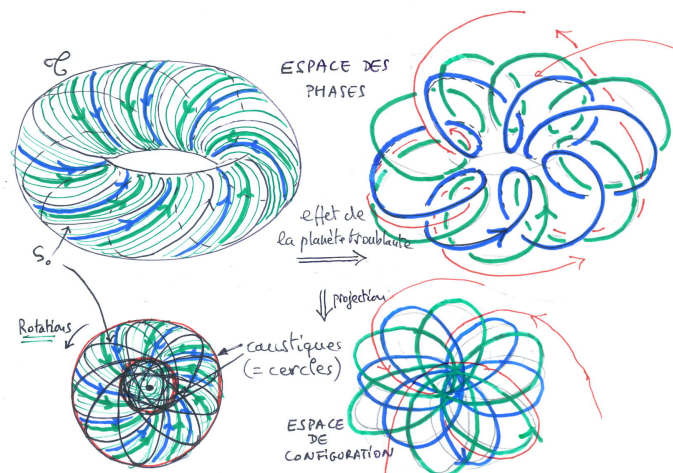 𝒯
ESPACE DES
PHASES
effet de
la planète troublante
S₀
projection
Rotations
caustiques
(= cercles)
ESPACE
DE
CONFIGURATION